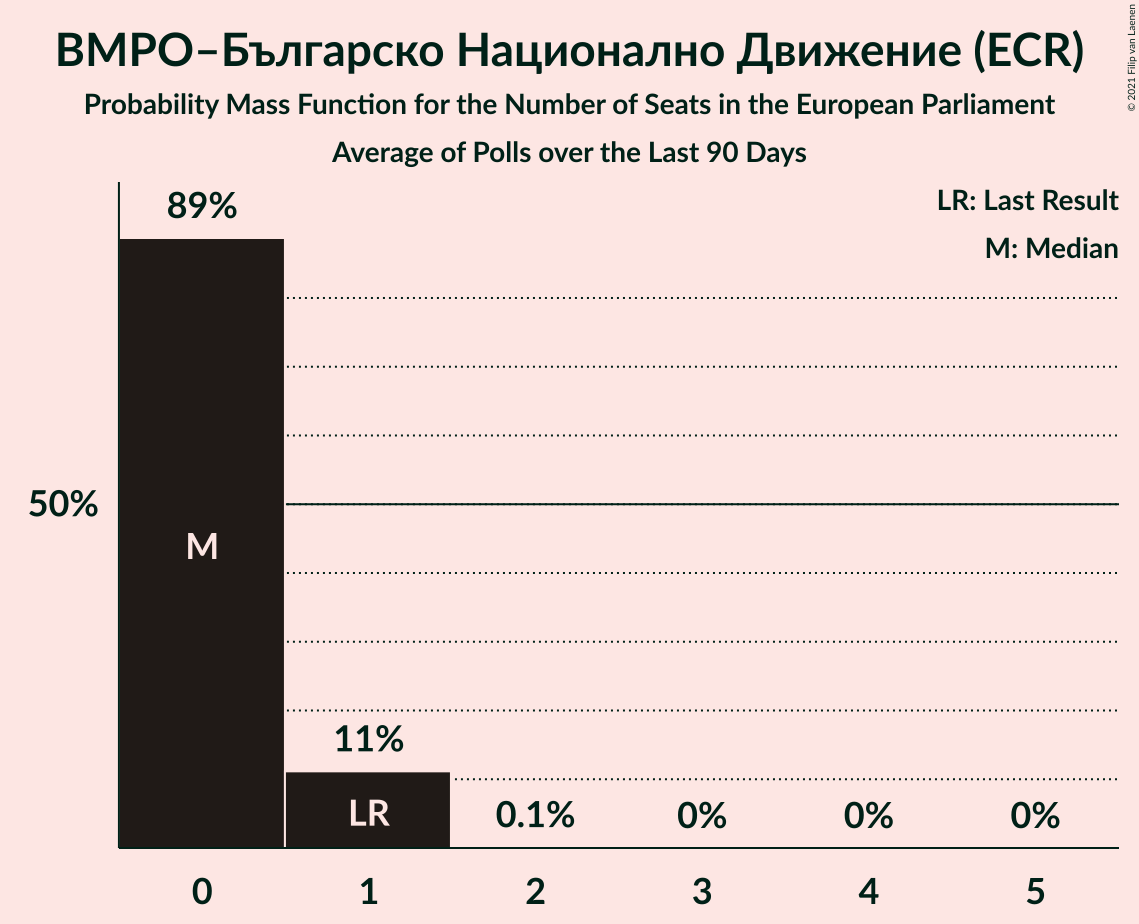 ВМРО–Българско Национално Движение (ECR)
Probability Mass Function for the Number of Seats in the European Parliament
Average of Polls over the Last 90 Days
© 2021 Filip van Laenen
LR: Last Result
M: Median
89%
50%
M
11%
LR
0.1%
0%
0%
0%
0
1
2
3
4
5